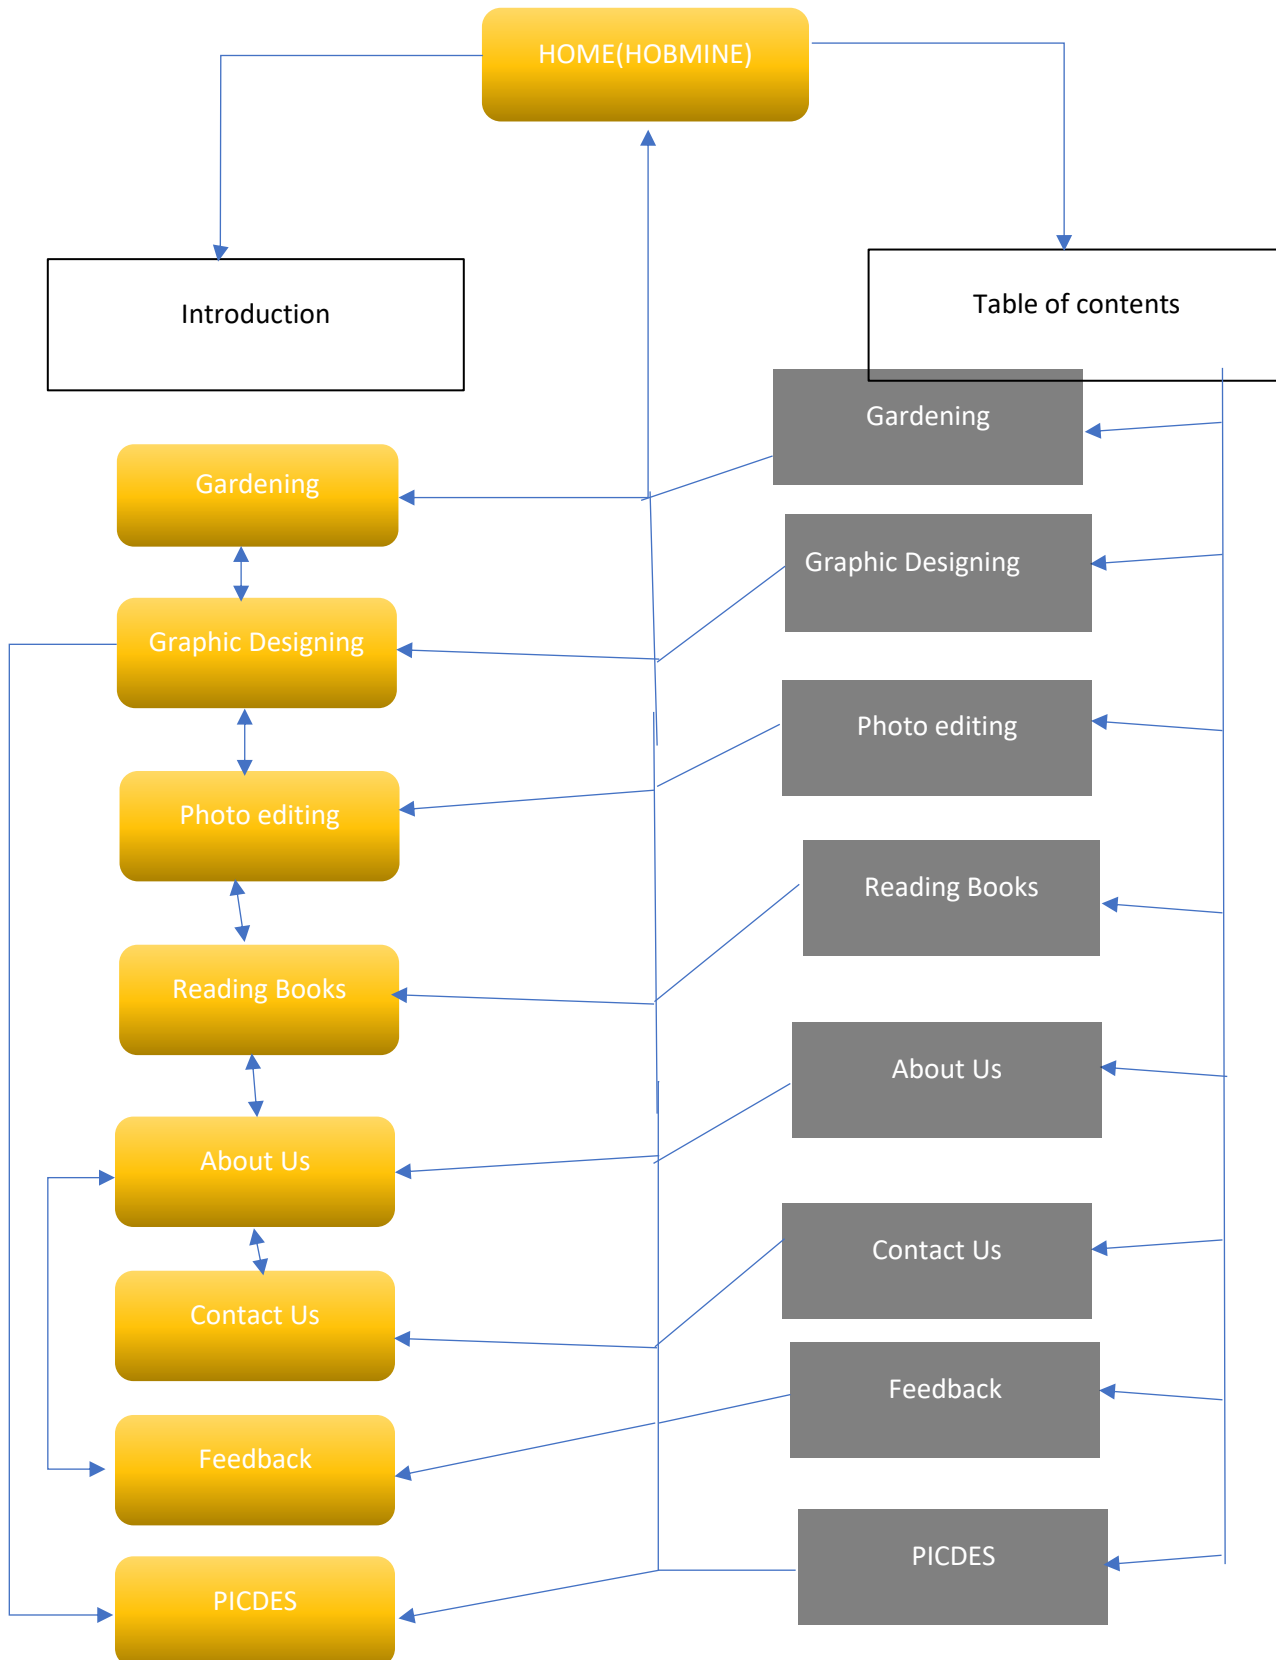 HOME(HOBMINE)
Introduction
Table of contents
Gardening
Gardening
Graphic Designing
Graphic Designing
Photo editing
Photo editing
Reading Books
Reading Books
About Us
About Us
Contact Us
Contact Us
Feedback
Feedback
PICDES
PICDES